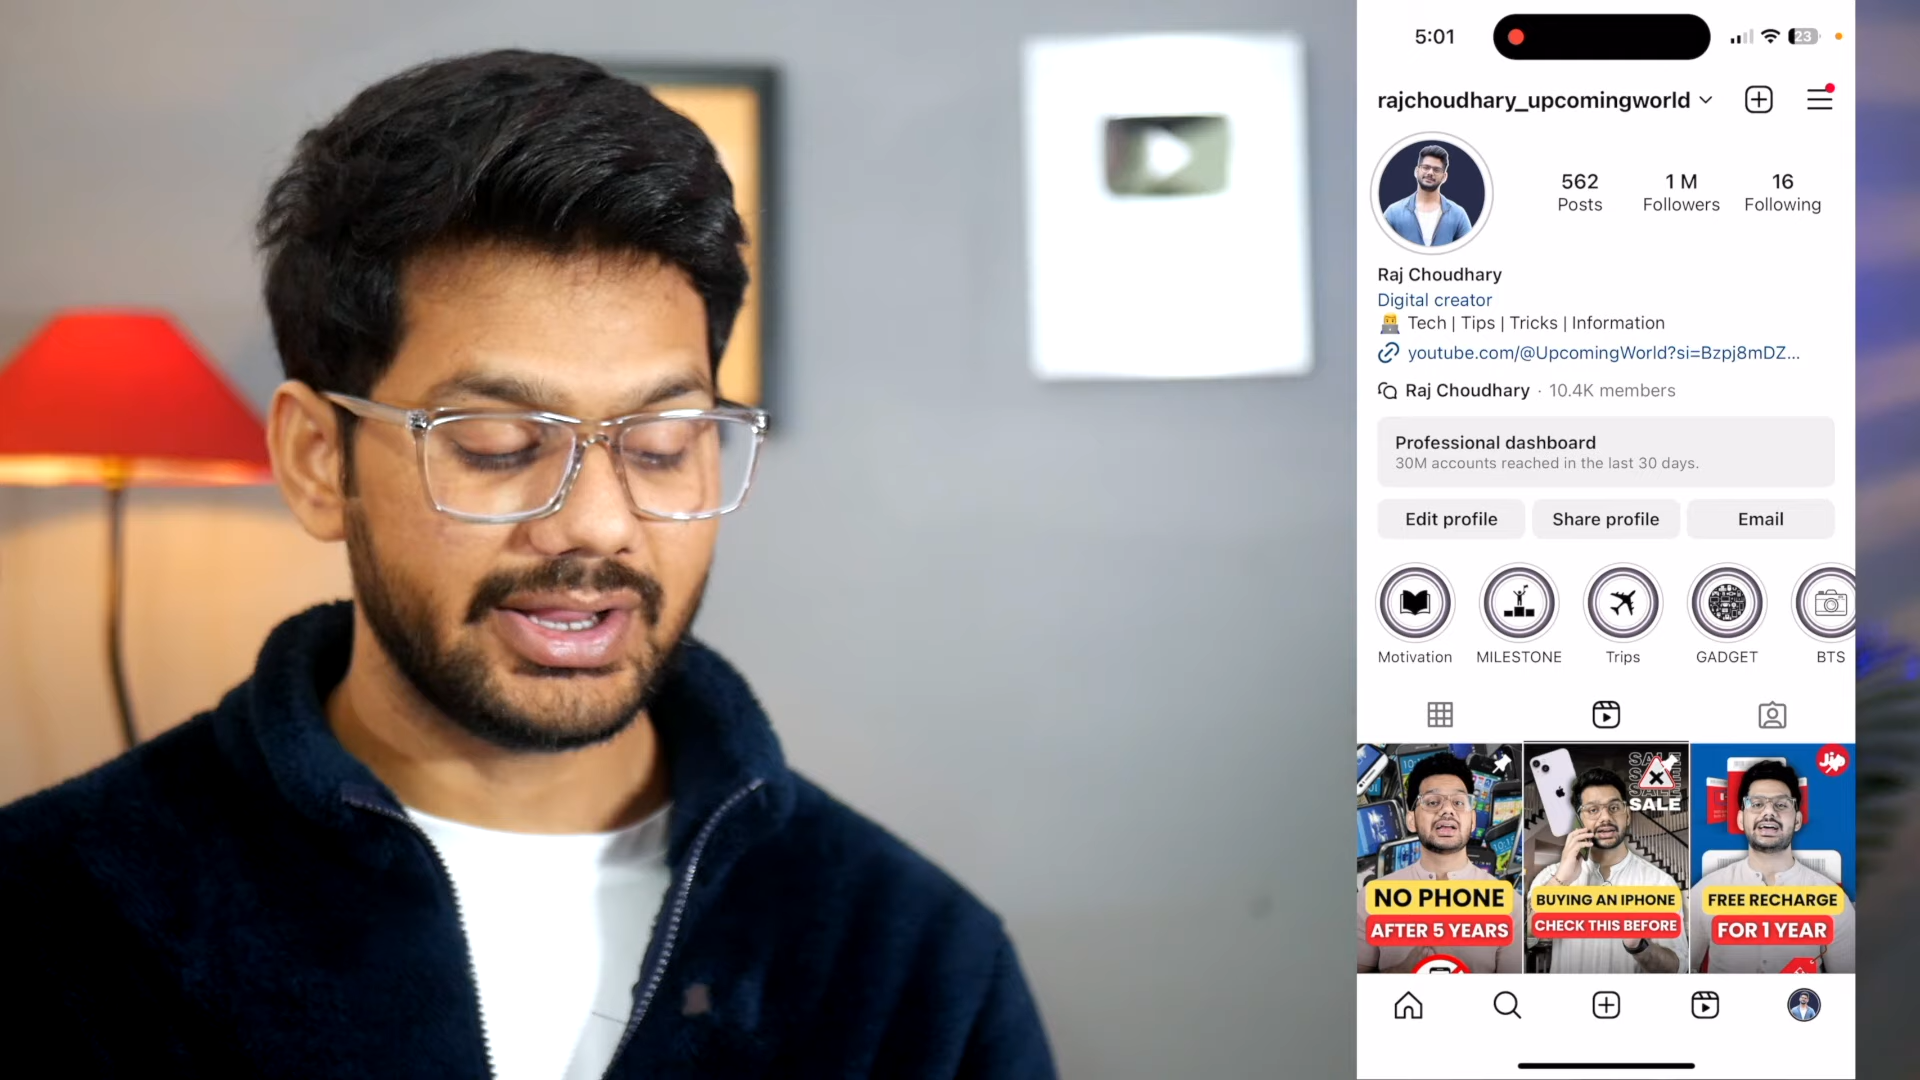 5:01
23
rajchoudhary_upcomingworld
562 1 M 16
Posts Followers Following
Raj Choudhary
Digital creator
Tech | Tips | Tricks | Information
youtube.com/@UpcomingWorld?si=Bzpj8mDZ...
Raj Choudhary · 10.4K members
Professional dashboard
30M accounts reached in the last 30 days.
Edit profile Share profile Email
Motivation MILESTONE Trips GADGET BTS
SALE
Jio
NO PHONE
AFTER 5 YEARS
BUYING AN IPHONE
CHECK THIS BEFORE
FREE RECHARGE
FOR 1 YEAR